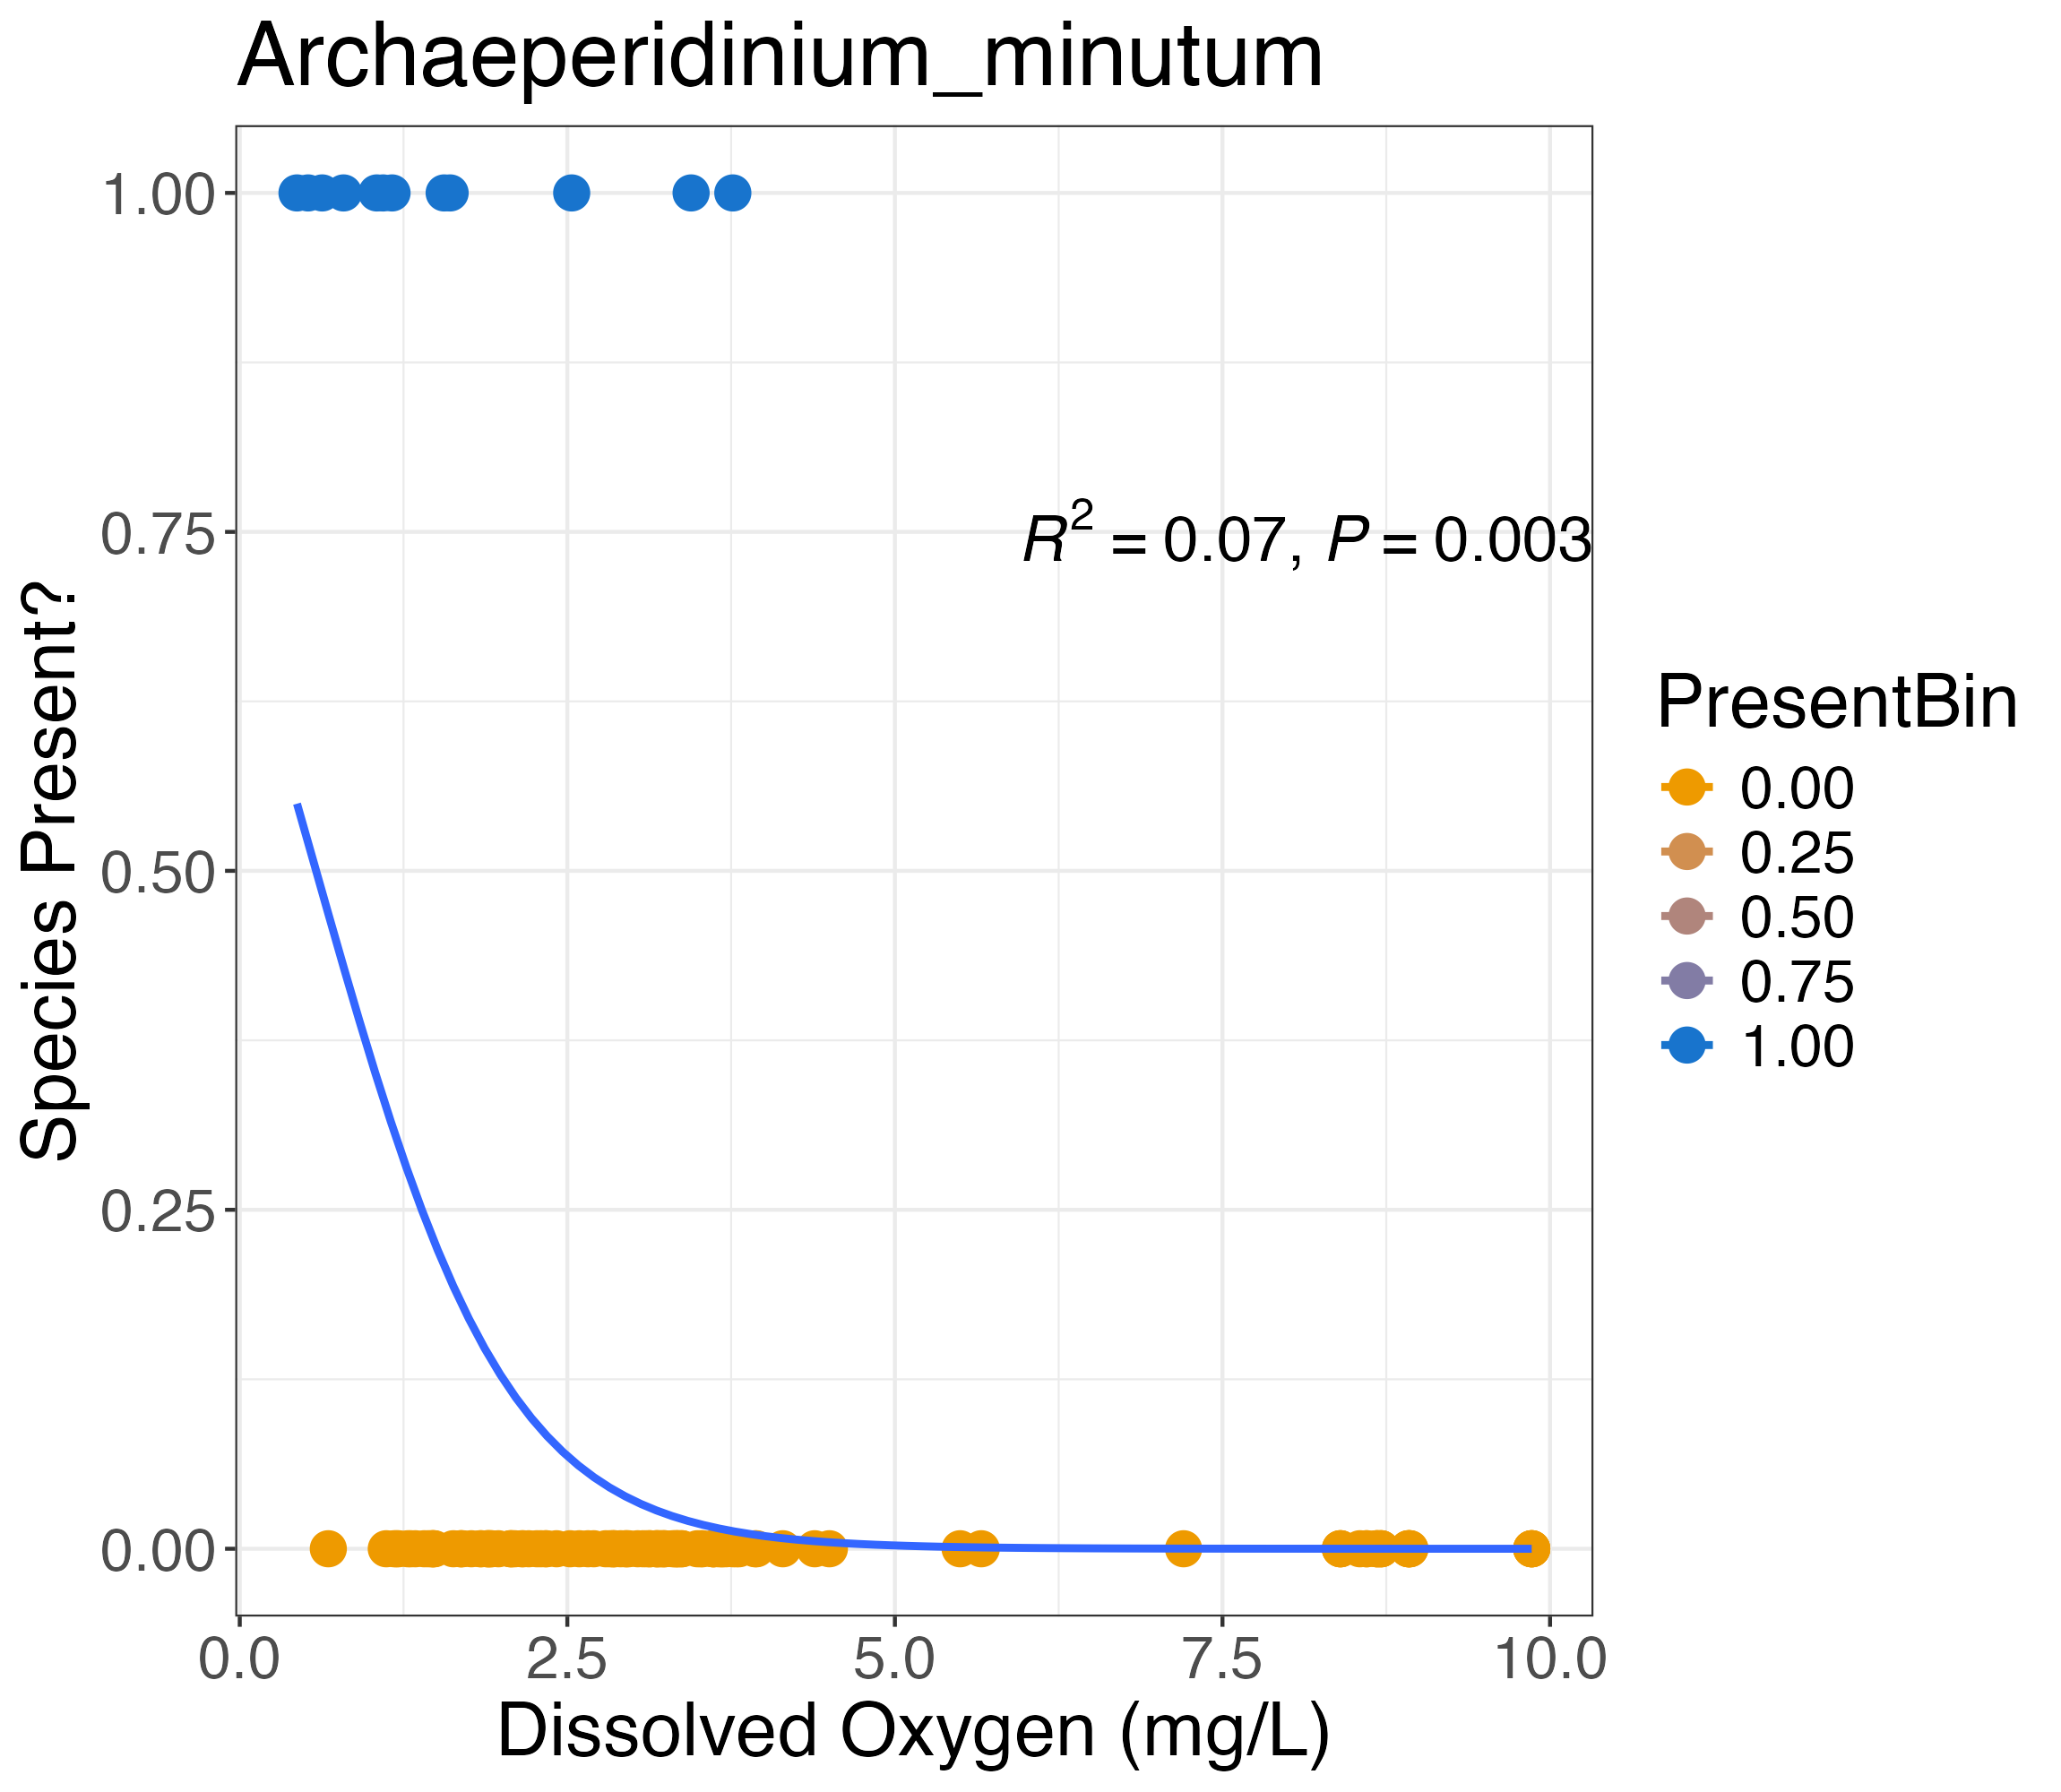 Archaeperidinium_minutum
1.00
0.75
0.50
0.25
0.00
Species Present?
R² = 0.07, P = 0.003
0.0 2.5 5.0 7.5 10.0
Dissolved Oxygen (mg/L)
PresentBin
0.00
0.25
0.50
0.75
1.00